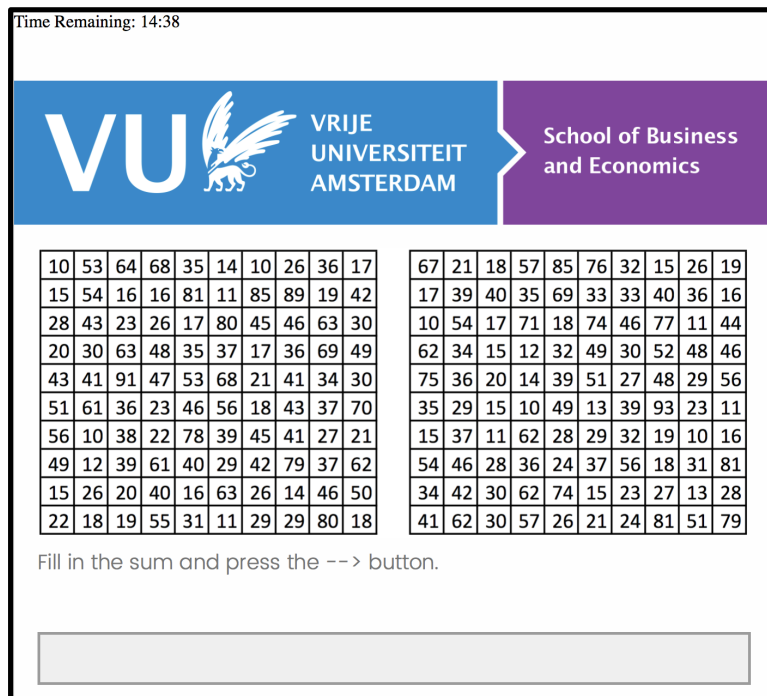 Time Remaining: 14:38
VU
VRIJE
UNIVERSITEIT
AMSTERDAM
School of Business
and Economics
10 53 64 68 35 14 10 26 36 17
15 54 16 16 81 11 85 89 19 42
28 43 23 26 17 80 45 46 63 30
20 30 63 48 35 37 17 36 69 49
43 41 91 47 53 68 21 41 34 30
51 61 36 23 46 56 18 43 37 70
56 10 38 22 78 39 45 41 27 21
49 12 39 61 40 29 42 79 37 62
15 26 20 40 16 63 26 14 46 50
22 18 19 55 31 11 29 29 80 18
67 21 18 57 85 76 32 15 26 19
17 39 40 35 69 33 33 40 36 16
10 54 17 71 18 74 46 77 11 44
62 34 15 12 32 49 30 52 48 46
75 36 20 14 39 51 27 48 29 56
35 29 15 10 49 13 39 93 23 11
15 37 11 62 28 29 32 19 10 16
54 46 28 36 24 37 56 18 31 81
34 42 30 62 74 15 23 27 13 28
41 62 30 57 26 21 24 81 51 79
Fill in the sum and press the --> button.